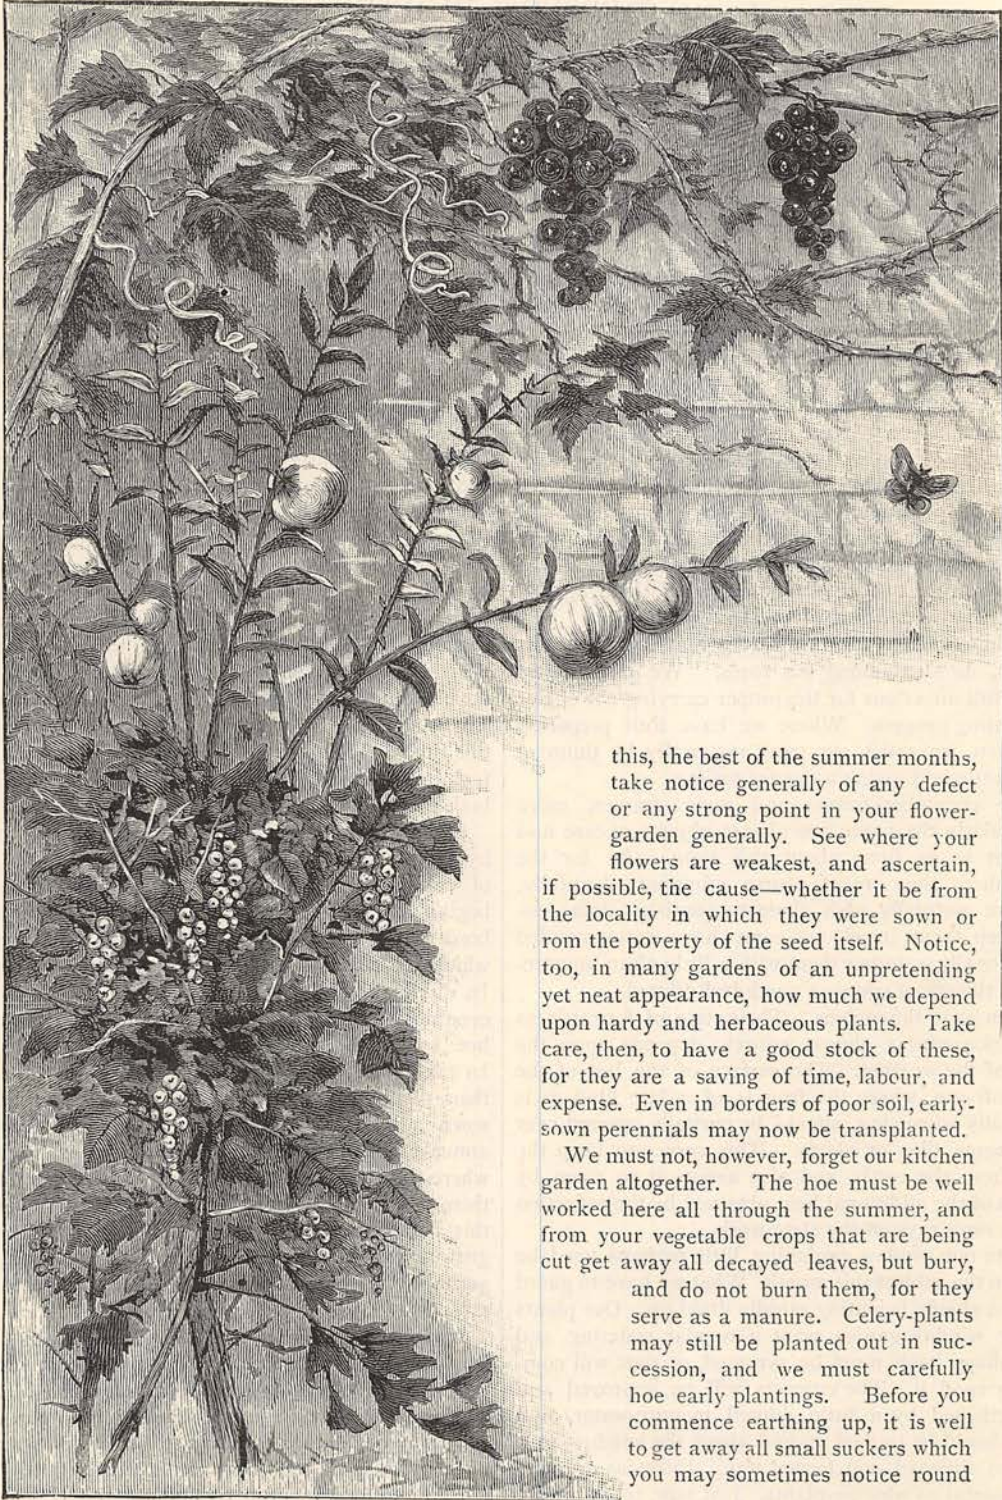 this, the best of the summer months,
take notice generally of any defect
or any strong point in your flower-
garden generally. See where your
flowers are weakest, and ascertain,
if possible, the cause—whether it be from
the locality in which they were sown or
rom the poverty of the seed itself. Notice,
too, in many gardens of an unpretending
yet neat appearance, how much we depend
upon hardy and herbaceous plants. Take
care, then, to have a good stock of these,
for they are a saving of time, labour, and
expense. Even in borders of poor soil, early-
sown perennials may now be transplanted.
We must not, however, forget our kitchen
garden altogether. The hoe must be well
worked here all through the summer, and
from your vegetable crops that are being
cut get away all decayed leaves, but bury,
and do not burn them, for they
serve as a manure. Celery-plants
may still be planted out in suc-
cession, and we must carefully
hoe early plantings. Before you
commence earthing up, it is well
to get away all small suckers which
you may sometimes notice round